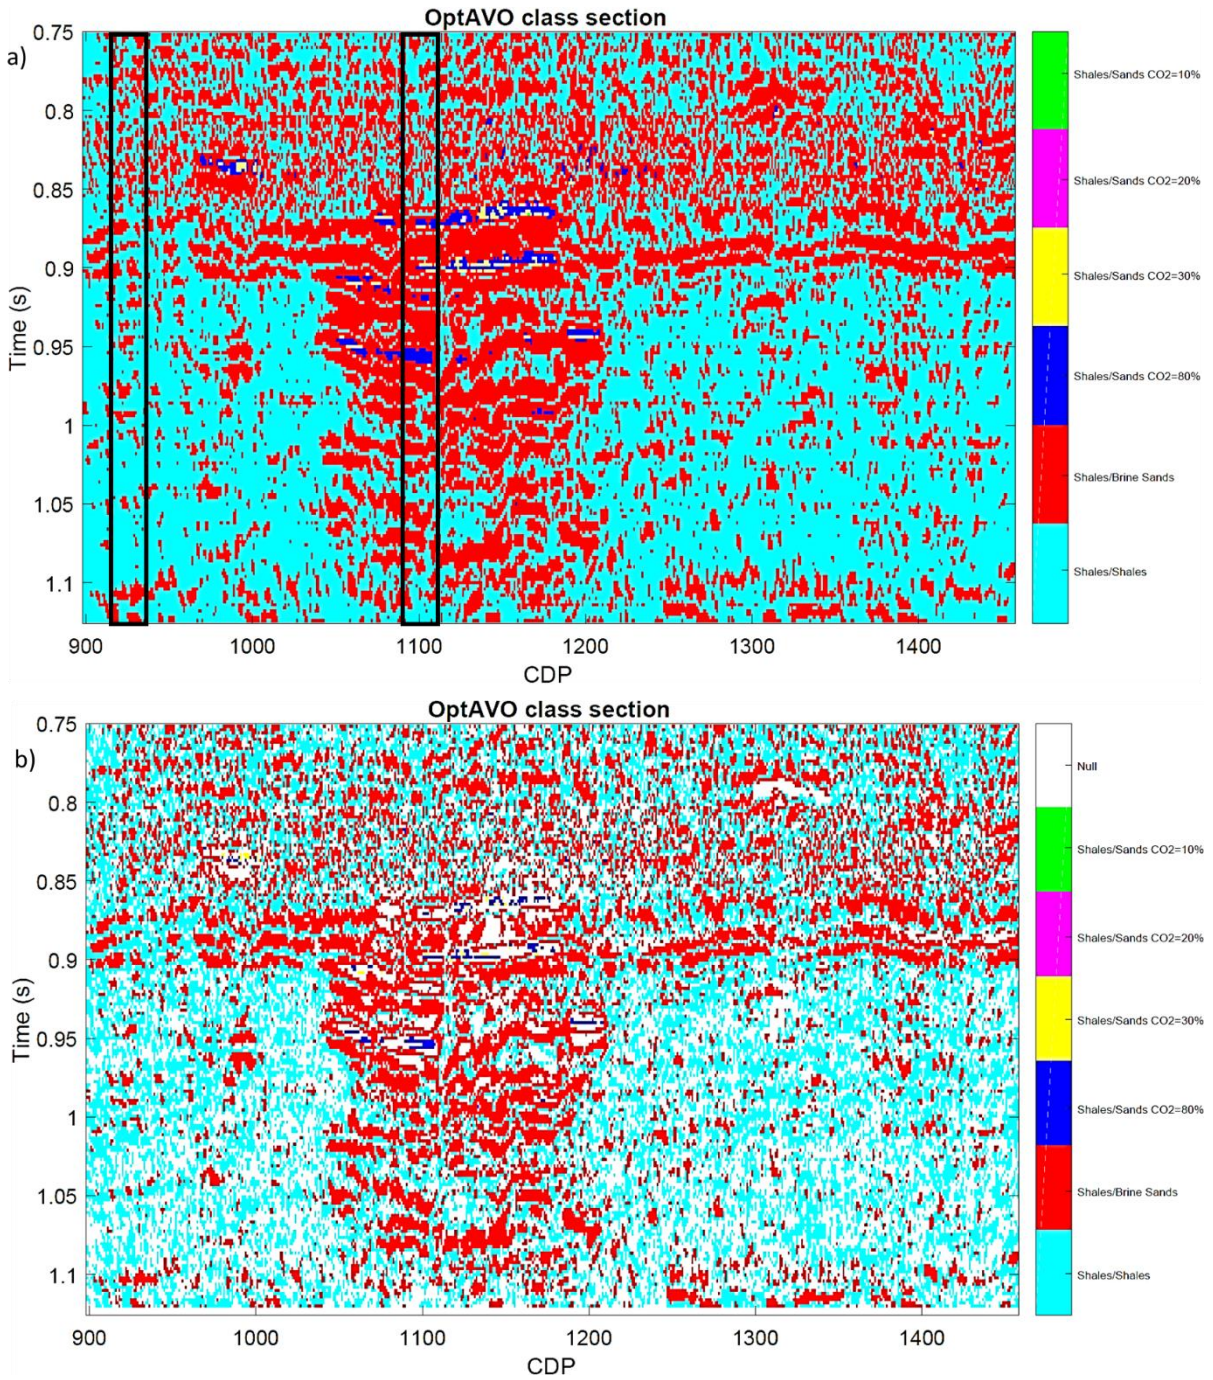 OptAVO class section
a)
0.75
0.8
0.85
0.9
0.95
1
1.05
1.1
Time (s)
900 1000 1100 1200 1300 1400
CDP
Shales/Sands CO2=10%
Shales/Sands CO2=20%
Shales/Sands CO2=30%
Shales/Sands CO2=80%
Shales/Brine Sands
Shales/Shales
OptAVO class section
b)
0.75
0.8
0.85
0.9
0.95
1
1.05
1.1
Time (s)
900 1000 1100 1200 1300 1400
CDP
Null
Shales/Sands CO2=10%
Shales/Sands CO2=20%
Shales/Sands CO2=30%
Shales/Sands CO2=80%
Shales/Brine Sands
Shales/Shales